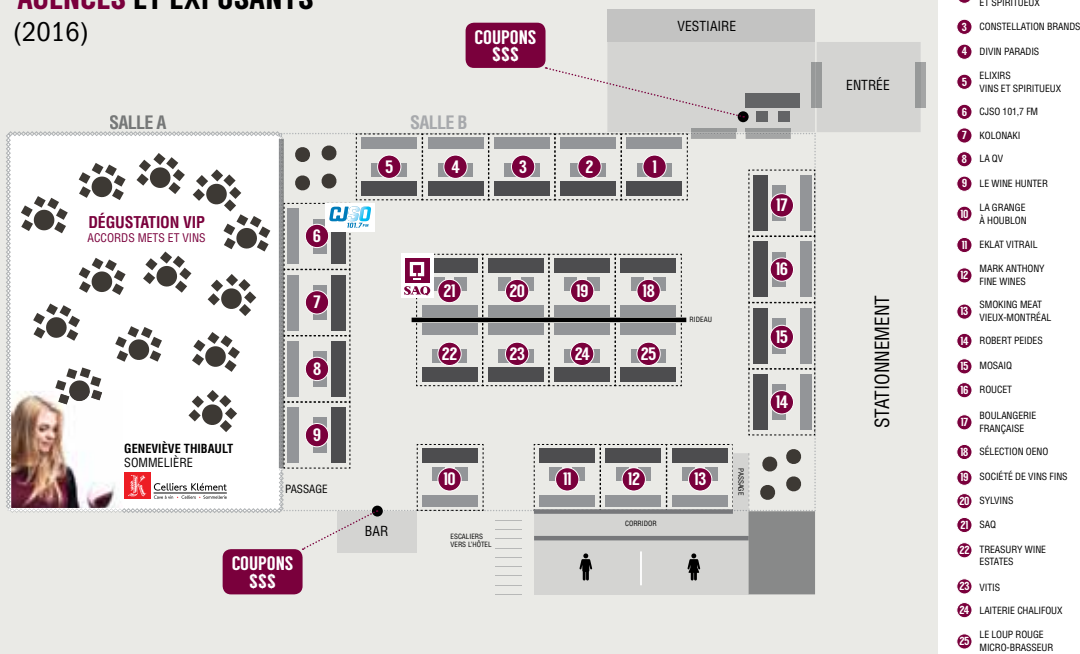 AGENCES ET EXPOSANTS
(2016)
COUPONS
$$$
VESTIAIRE
ENTRÉE
SALLE A
SALLE B
5
4
3
2
1
DÉGUSTATION VIP
ACCORDS METS ET VINS
CJSO
101.7 FM
6
7
8
9
17
16
15
14
SAQ
21
20
19
18
RIDEAU
22
23
24
25
STATIONNEMENT
GENEVIÈVE THIBAULT
SOMMELIÈRE
Celliers Klément
Cave à vin • Celliers • Sommellerie
PASSAGE
10
11
12
13
PASSAGE
BAR
ESCALIERS
VERS L'HÔTEL
CORRIDOR
COUPONS
$$$
ET SPIRITUEUX
3 CONSTELLATION BRANDS
4 DIVIN PARADIS
5 ELIXIRS
VINS ET SPIRITUEUX
6 CJSO 101,7 FM
7 KOLONAKI
8 LA QV
9 LE WINE HUNTER
10 LA GRANGE
À HOUBLON
11 EKLAT VITRAIL
12 MARK ANTHONY
FINE WINES
13 SMOKING MEAT
VIEUX-MONTRÉAL
14 ROBERT PEIDES
15 MOSAIQ
16 ROUCET
17 BOULANGERIE
FRANÇAISE
18 SÉLECTION OENO
19 SOCIÉTÉ DE VINS FINS
20 SYLVINS
21 SAQ
22 TREASURY WINE
ESTATES
23 VITIS
24 LAITERIE CHALIFOUX
25 LE LOUP ROUGE
MICRO-BRASSEUR